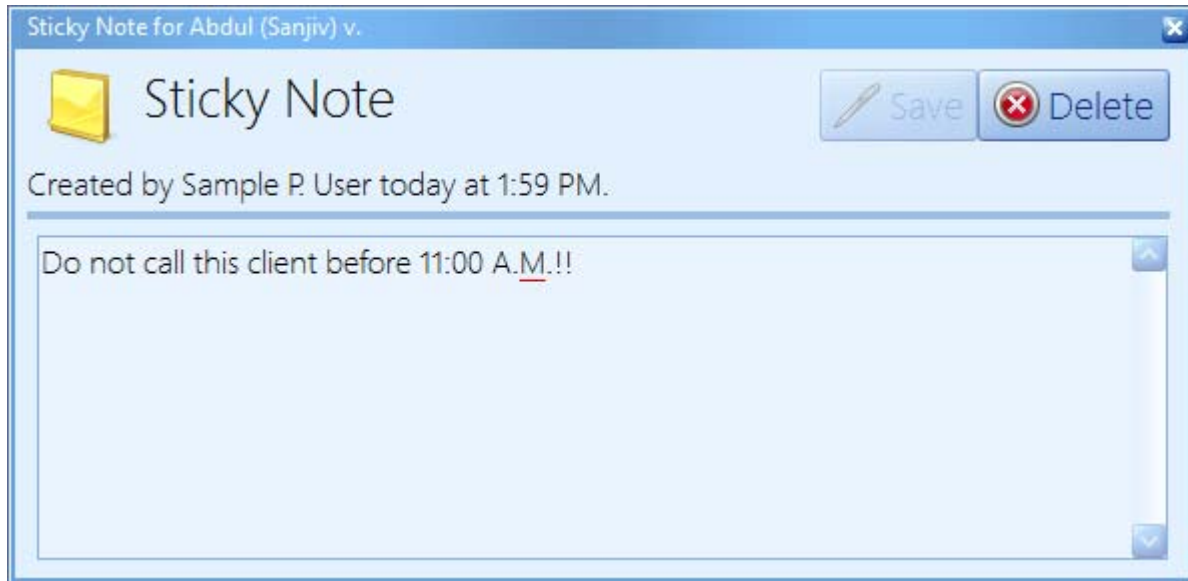 Sticky Note for Abdul (Sanjiv) v.
Sticky Note
Save
Delete
Created by Sample P. User today at 1:59 PM.
Do not call this client before 11:00 A.M.!!